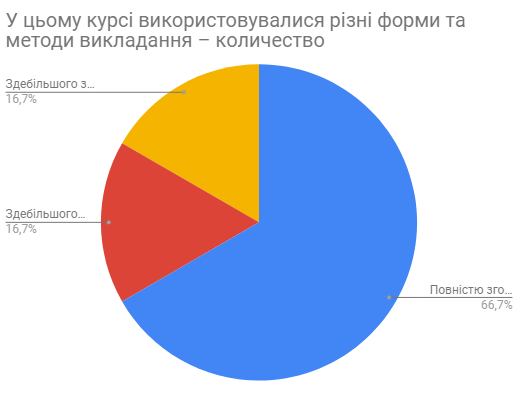 У цьому курсі використовувалися різні форми та
методи викладання – количество
Здебільшого з...
16,7%
Здебільшого...
16,7%
Повністю зго...
66,7%